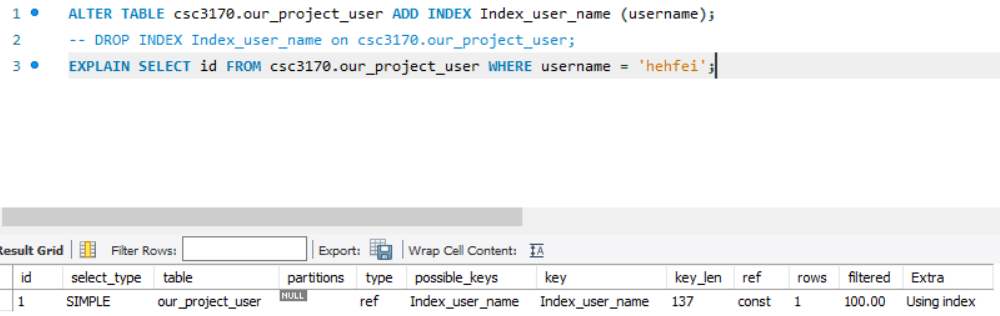 1 ALTER TABLE csc3170.our_project_user ADD INDEX Index_user_name (username);
2 -- DROP INDEX Index_user_name on csc3170.our_project_user;
3 EXPLAIN SELECT id FROM csc3170.our_project_user WHERE username = 'hehfei';
Result Grid Filter Rows: Export: Wrap Cell Content: IA
id select_type table partitions type possible_keys key key_len ref rows filtered Extra
1 SIMPLE our_project_user NULL ref Index_user_name Index_user_name 137 const 1 100.00 Using index